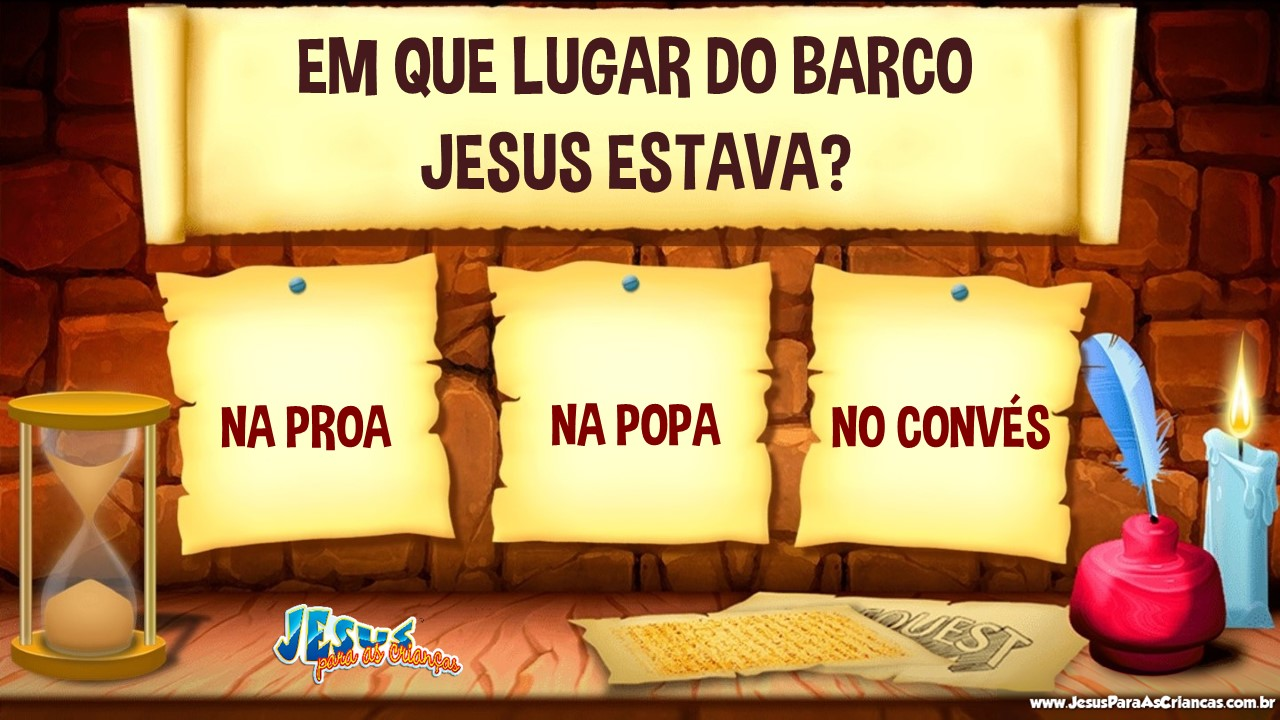 EM QUE LUGAR DO BARCO
JESUS ESTAVA?
NA PROA
NA POPA
NO CONVÉS
JESUS
para as crianças
QUEST
www.JesusParaAsCriancas.com.br